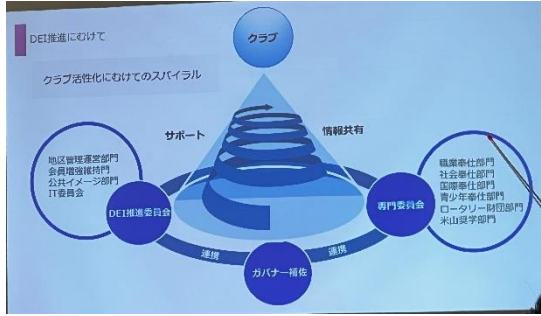 DEI推進にむけて
クラブ
クラブ活性化にむけてのスパイラル
サポート
情報共有
地区管理運営部門
会員増強維持門
公共イメージ部門
IT委員会
職業奉仕部門
社会奉仕部門
国際奉仕部門
青少年奉仕部門
ロータリー財団部門
米山奨学部門
DEI推進委員会
専門委員会
連携
連携
ガバナー補佐